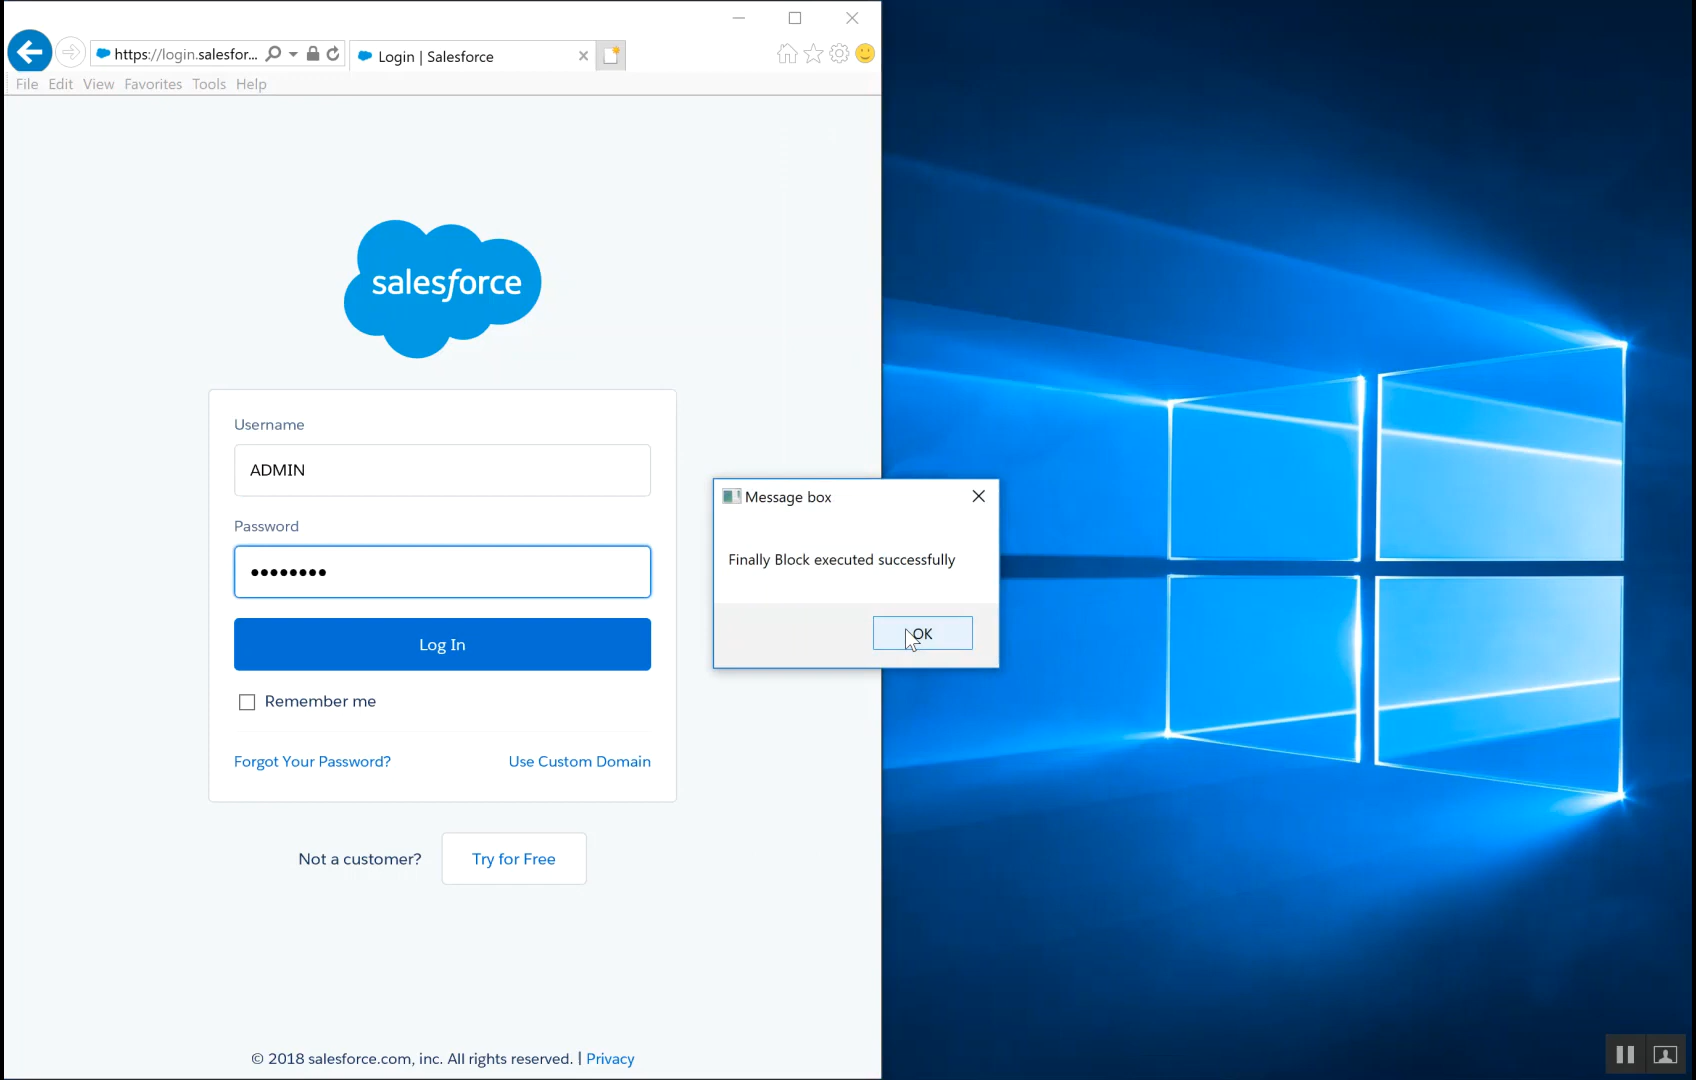 https://login.salesfor...
Login | Salesforce
File Edit View Favorites Tools Help
salesforce
Username
ADMIN
Password
••••••••
Log In
Remember me
Forgot Your Password?
Use Custom Domain
Not a customer?
Try for Free
© 2018 salesforce.com, inc. All rights reserved. | Privacy
Message box
Finally Block executed successfully
OK